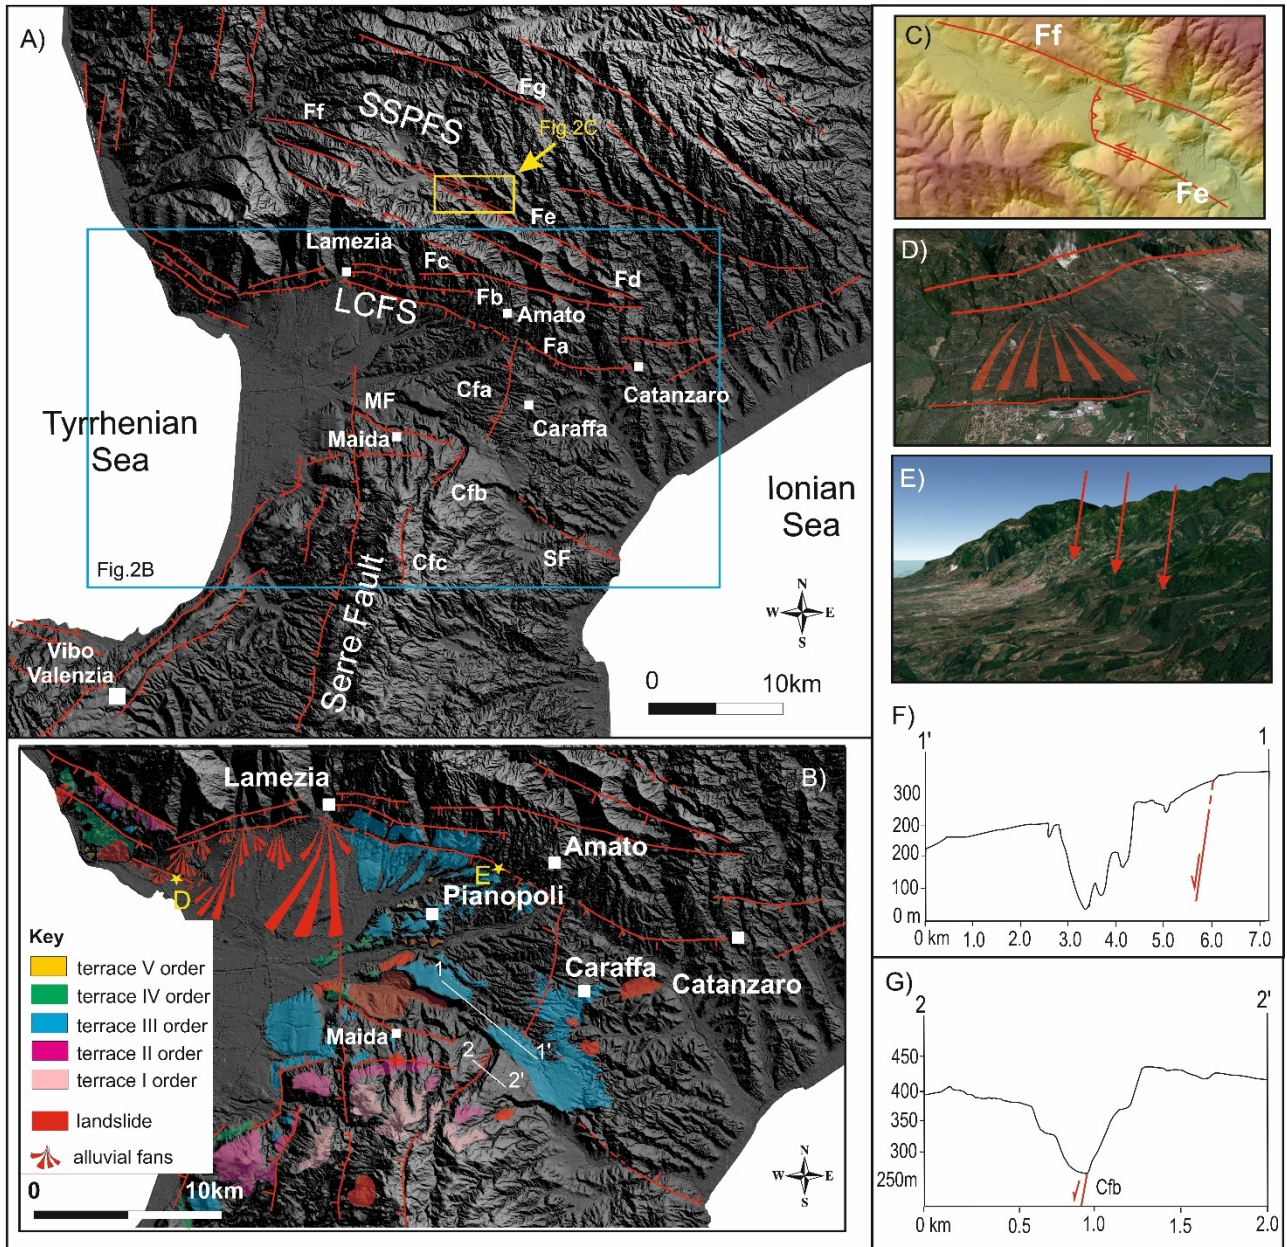 A)
SSPFS
Fg
Ff
Fig.2C
Fe
Lamezia
Fc
Fd
LCFS
Fb
Amato
Fa
Cfa
Catanzaro
MF
Caraffa
Maida
Tyrrhenian
Sea
Cfb
Ionian
Sea
Cfc
SF
Fig.2B
Serre Fault
N
W
E
S
Vibo
Valenzia
0
10km
B)
Lamezia
Amato
E
Pianopoli
D
Key
terrace V order
terrace IV order
terrace III order
terrace II order
terrace I order
landslide
alluvial fans
0
10km
1
Caraffa
Catanzaro
Maida
1'
2
2'
N
W
E
S
C)
Ff
Fe
D)
E)
F)
1'
1
300
200
200
100
0 m
0 km
1.0
2.0
3.0
4.0
5.0
6.0
7.0
G)
2
2'
450
400
350
300
250m
Cfb
0 km
0.5
1.0
1.5
2.0